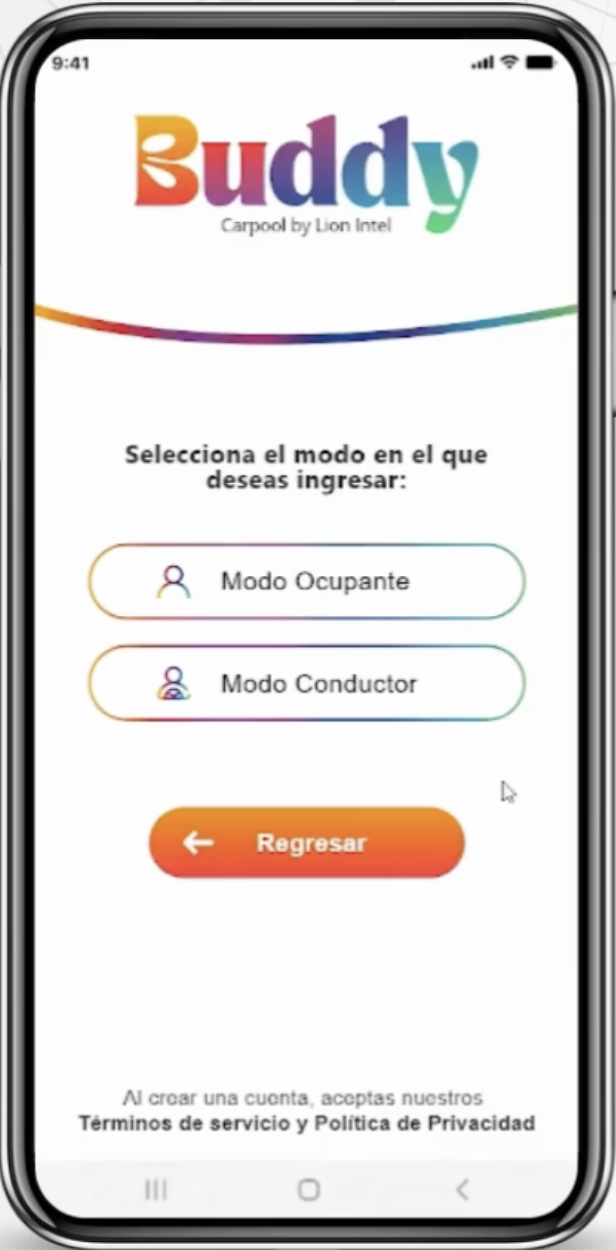 9:41
Buddy
Carpool by Lion Intel
Selecciona el modo en el que
deseas ingresar:
Modo Ocupante
Modo Conductor
Regresar
Al crear una cuenta, aceptas nuestros
Términos de servicio y Política de Privacidad